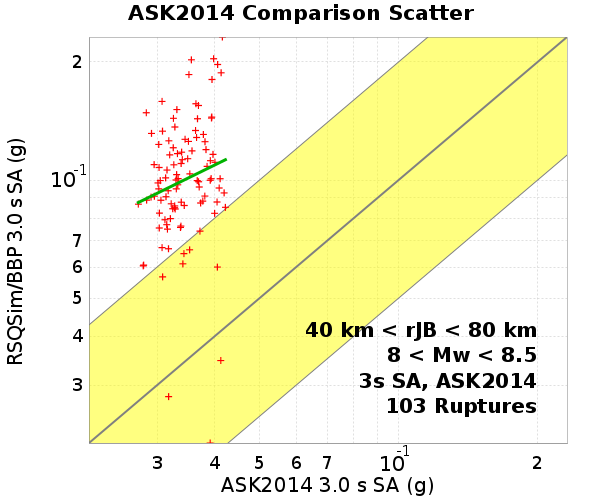 ASK2014 Comparison Scatter
RSQSim/BBP 3.0 s SA (g)
2
10⁻¹
7
6
5
4
3
40 km < rJB < 80 km
8 < Mw < 8.5
3s SA, ASK2014
103 Ruptures
3 4 5 6 7 10⁻¹ 2
ASK2014 3.0 s SA (g)